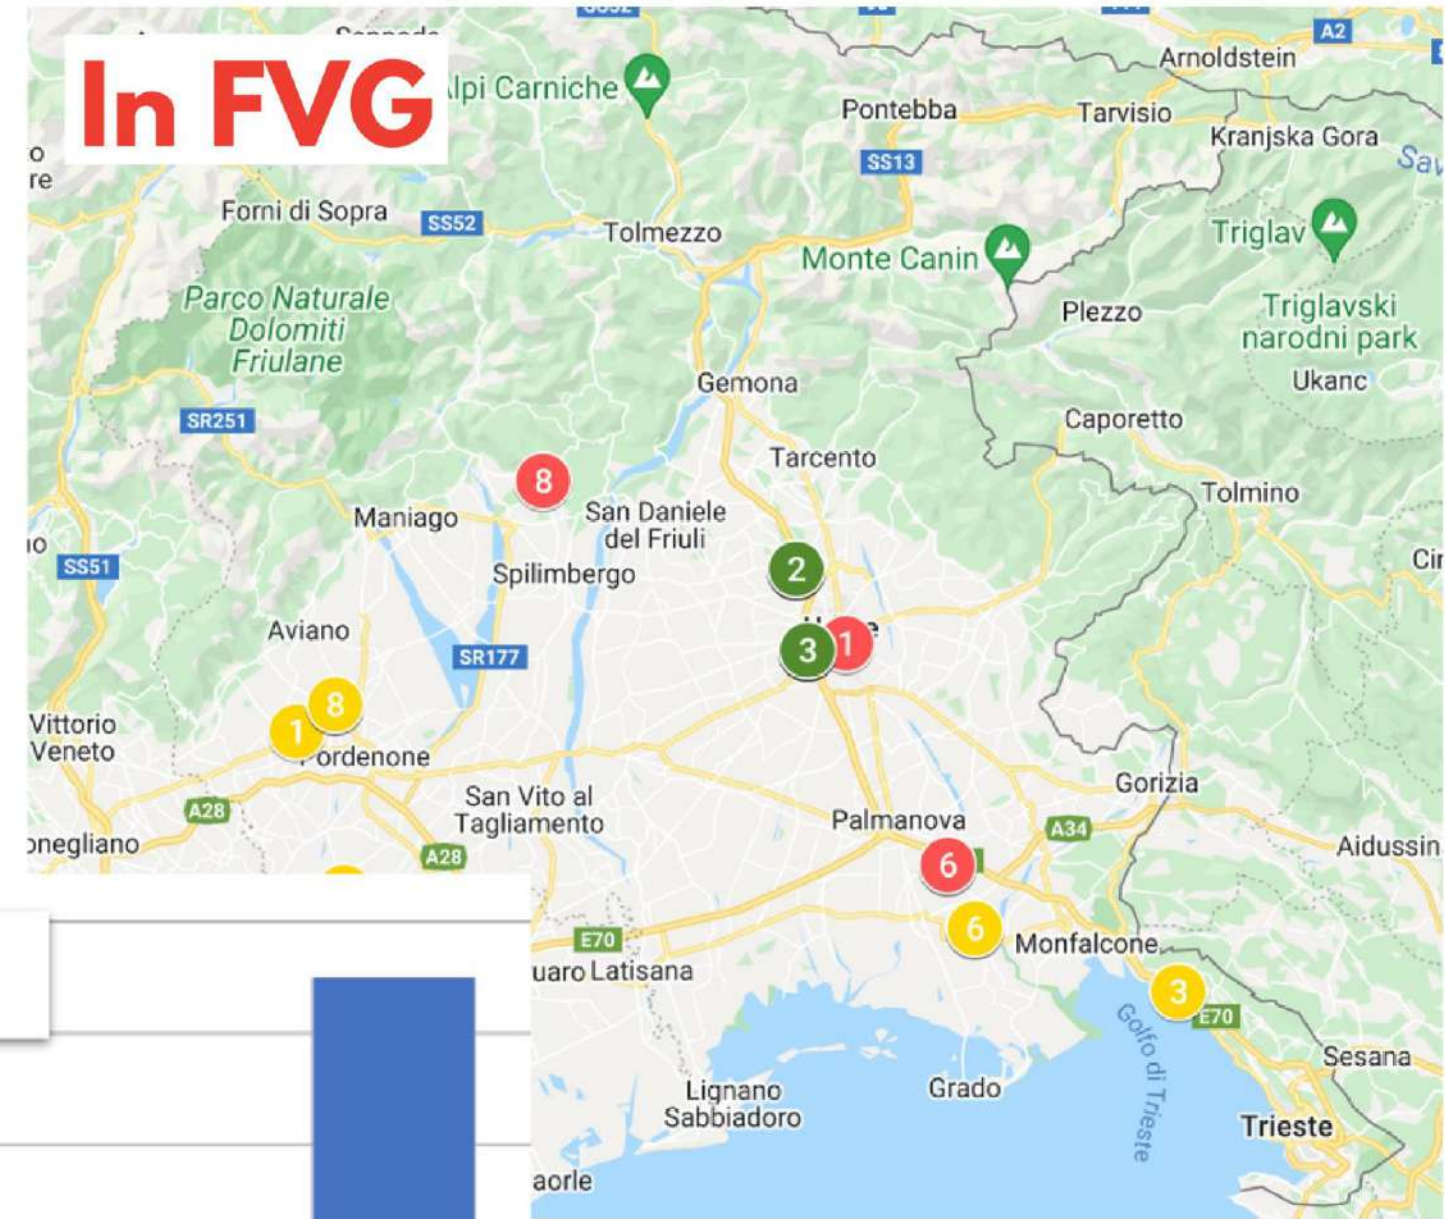 In FVG
Alpi Carniche
A2
Arnoldstein
Pontebba
Tarvisio
Kranjska Gora
SS13
Forni di Sopra
SS52
Tolmezzo
Triglav
Monte Canin
Parco Naturale
Dolomiti
Friulane
Plezzo
Triglavski
narodni park
Ukanc
Gemona
SR251
Caporetto
Tarcento
8
Tolmino
Maniago
San Daniele
del Friuli
SS51
Spilimbergo
2
Aviano
3
1
SR177
8
1
Vittorio
Veneto
Pordenone
Gorizia
San Vito al
Tagliamento
A28
Palmanova
A34
onegliano
A28
Aidussin
6
6
E70
Monfalcone
uaro
Latisana
3
E70
Golfo di Trieste
Sesana
Lignano
Sabbiadoro
Grado
Trieste
aorle